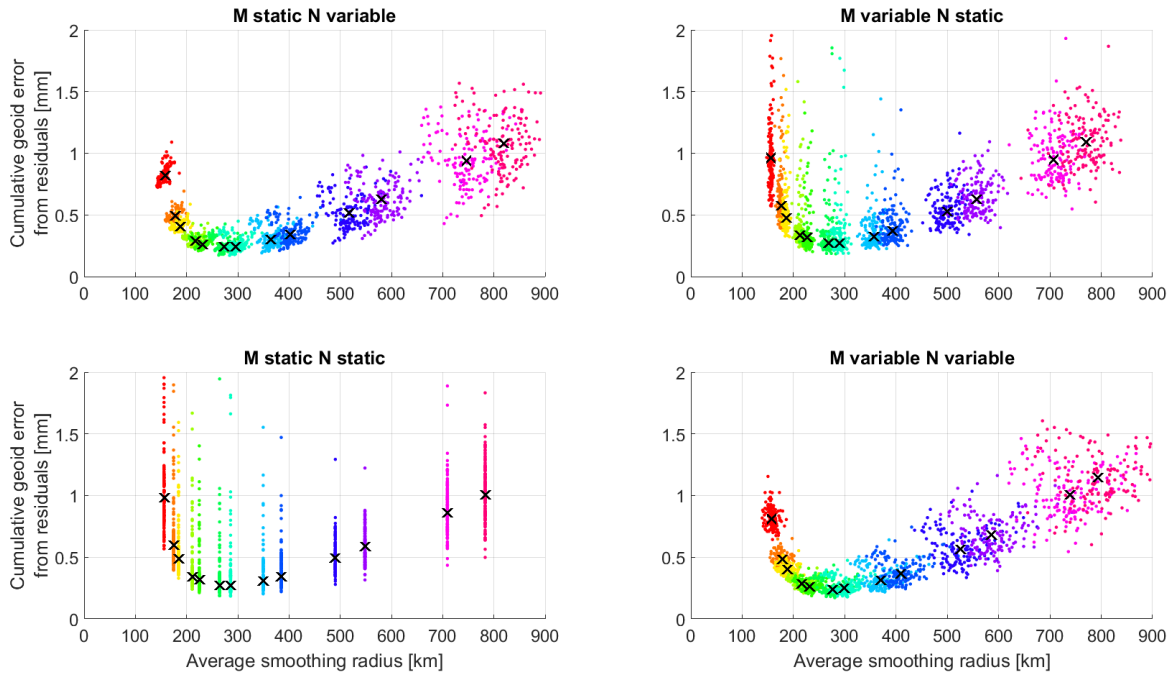 M static N variable
Cumulative geoid error
from residuals [mm]
2
1.5
1
0.5
0
0 100 200 300 400 500 600 700 800 900
M variable N static
2
1.5
1
0.5
0
0 100 200 300 400 500 600 700 800 900
M static N static
Cumulative geoid error
from residuals [mm]
2
1.5
1
0.5
0
0 100 200 300 400 500 600 700 800 900
Average smoothing radius [km]
M variable N variable
2
1.5
1
0.5
0
0 100 200 300 400 500 600 700 800 900
Average smoothing radius [km]